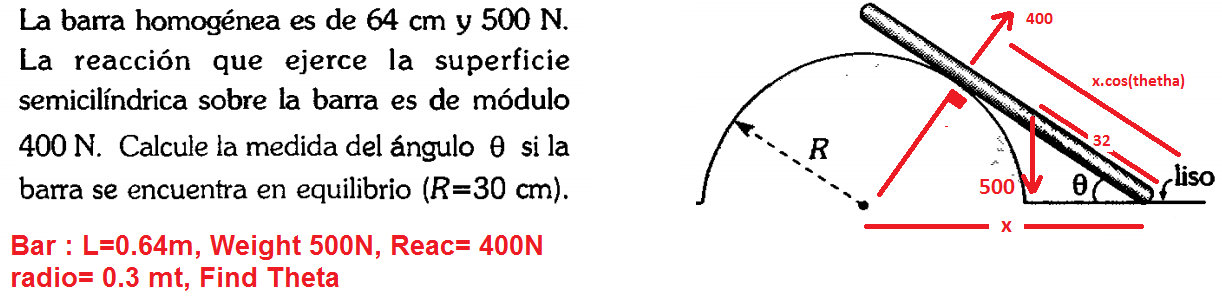 La barra homogénea es de 64 cm y 500 N.
La reacción que ejerce la superficie
semicilíndrica sobre la barra es de módulo
400 N. Calcule la medida del ángulo θ si la
barra se encuentra en equilibrio (R=30 cm).
Bar : L=0.64m, Weight 500N, Reac= 400N
radio= 0.3 mt, Find Theta
400
x.cos(thetha)
32
R
500
θ
liso
x